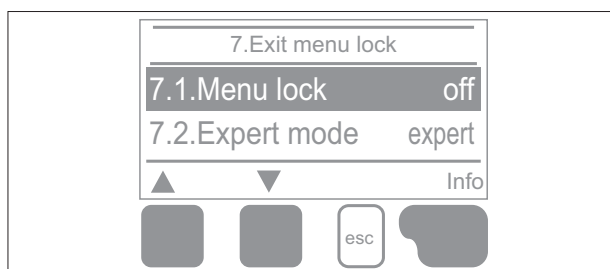 7.Exit menu lock
7.1.Menu lock off
7.2.Expert mode expert
Info
esc